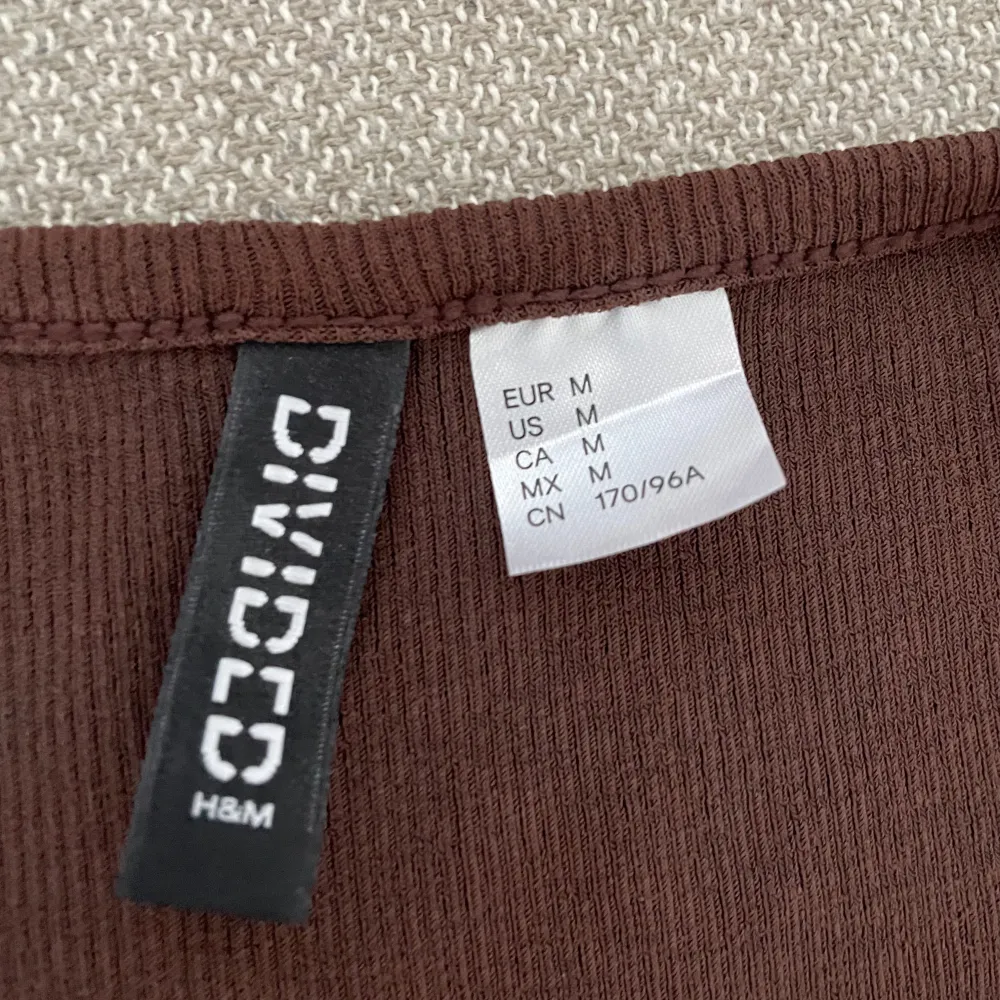 DIVIDED
H&M
EUR M
US M
CA M
MX M
CN 170/96A